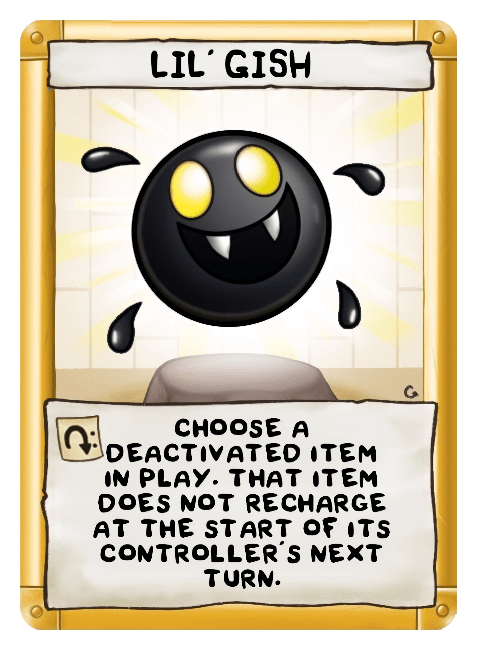 LIL' GISH
G
CHOOSE A
DEACTIVATED ITEM
IN PLAY. THAT ITEM
DOES NOT RECHARGE
AT THE START OF ITS
CONTROLLER'S NEXT
TURN.